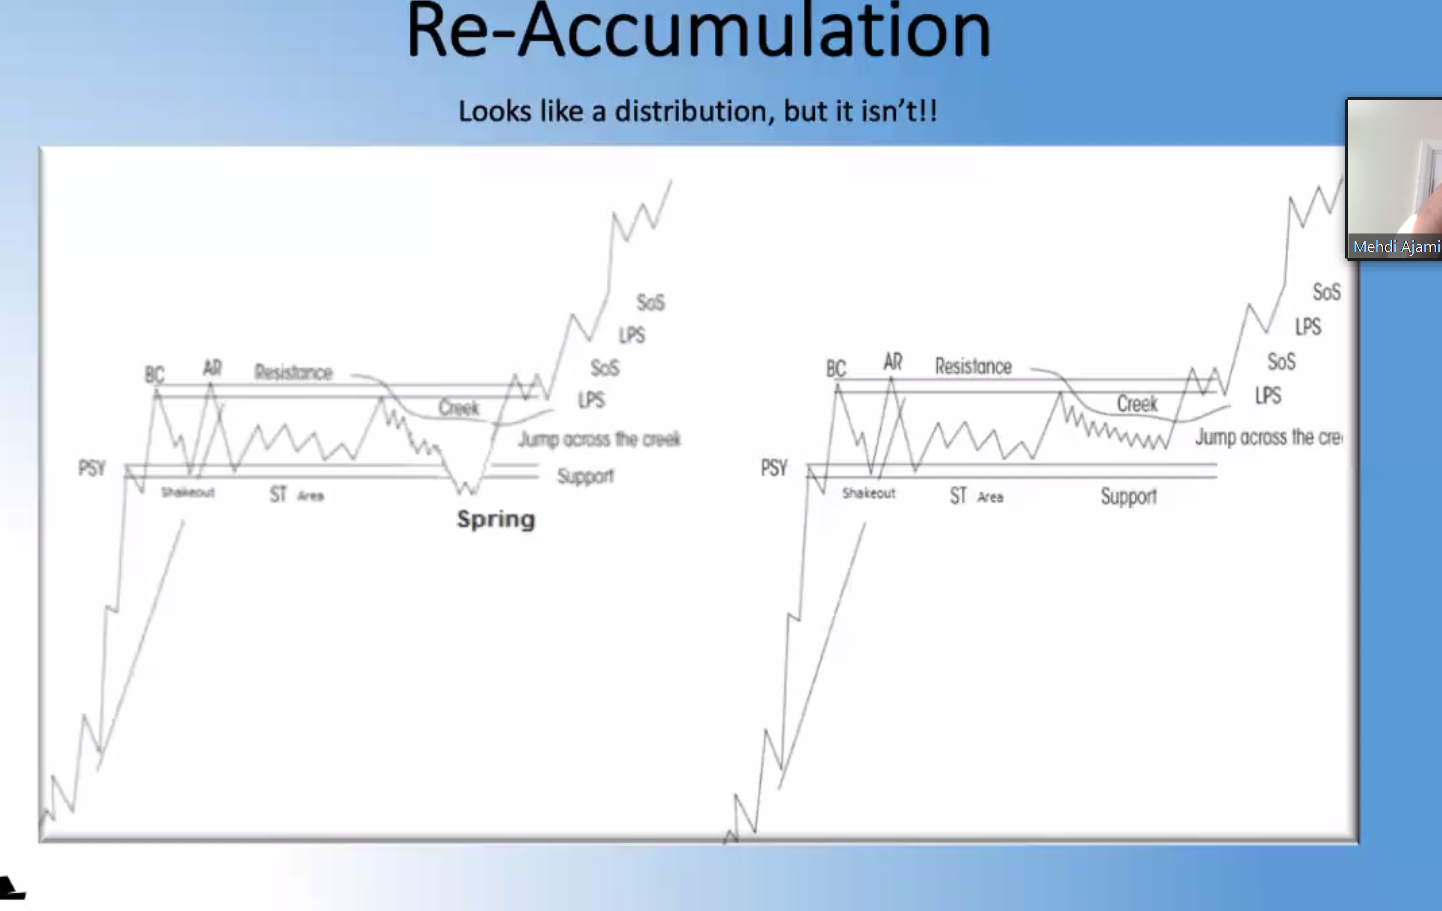 Re-Accumulation
Looks like a distribution, but it isn't!!
Mehdi Ajami
SoS
LPS
BC
AR
Resistance
SoS
Creek
LPS
Jump across the creek
PSY
Support
Shakeout
ST Area
Spring
SoS
LPS
BC
AR
Resistance
SoS
Creek
LPS
Jump across the cre
PSY
Shakeout
ST Area
Support